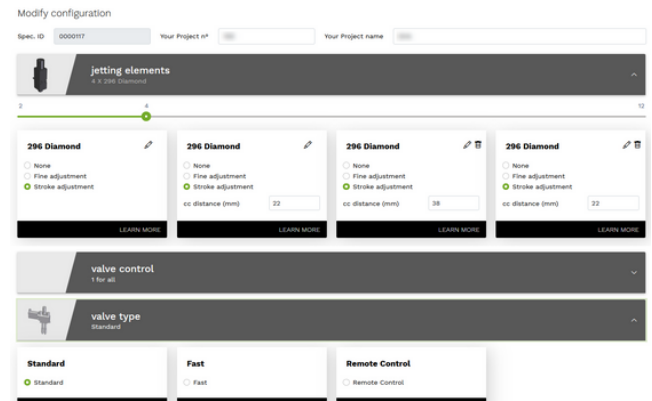 Modify configuration
Spec. ID 0000117 Your Project n° Your Project name
jetting elements
4 X 296 Diamond
2 4 12
296 Diamond 296 Diamond 296 Diamond 296 Diamond
None None None None
Fine adjustment Fine adjustment Fine adjustment Fine adjustment
Stroke adjustment Stroke adjustment Stroke adjustment Stroke adjustment
cc distance (mm) 22 cc distance (mm) 38 cc distance (mm) 22
LEARN MORE LEARN MORE LEARN MORE LEARN MORE
valve control
1 for all
valve type
Standard
Standard Fast Remote Control
Standard Fast Remote Control